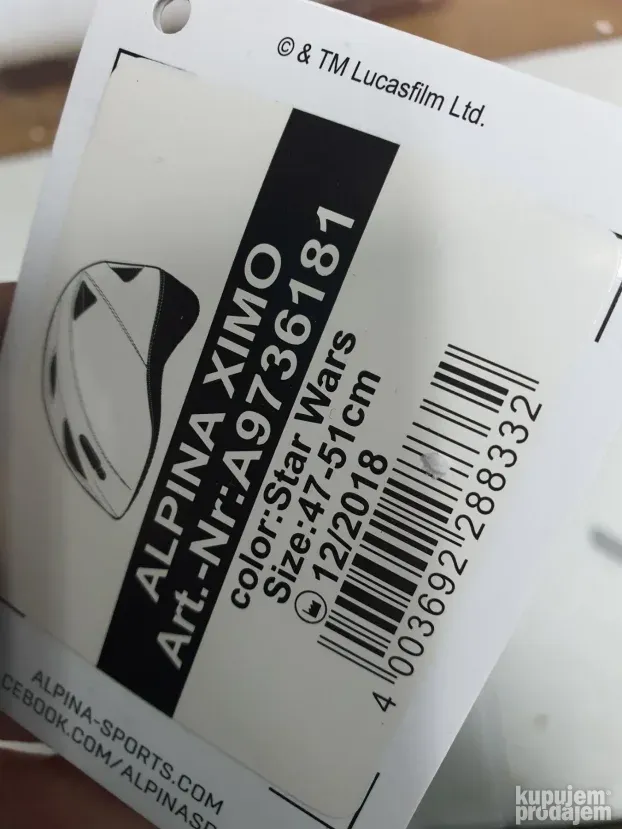 © & TM Lucasfilm Ltd.
ALPINA XIMO
Art.-Nr:A9736181
color:Star Wars
Size:47-51cm
12/2018
4 003692 288332
ALPINA-SPORTS.COM
CEBOOK.COM/ALPINASP
kupujem
prodajem